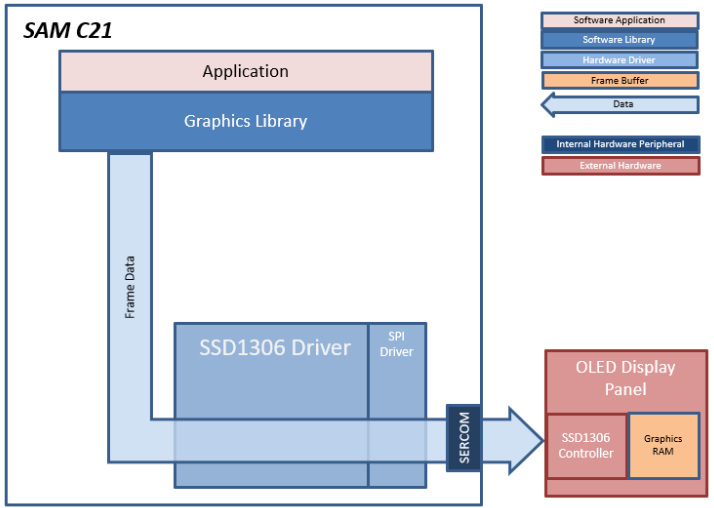 SAM C21
Application
Graphics Library
Frame Data
SSD1306 Driver
SPI
Driver
SERCOM
Software Application
Software Library
Hardware Driver
Frame Buffer
Data
Internal Hardware Peripheral
External Hardware
OLED Display
Panel
SSD1306
Controller
Graphics
RAM